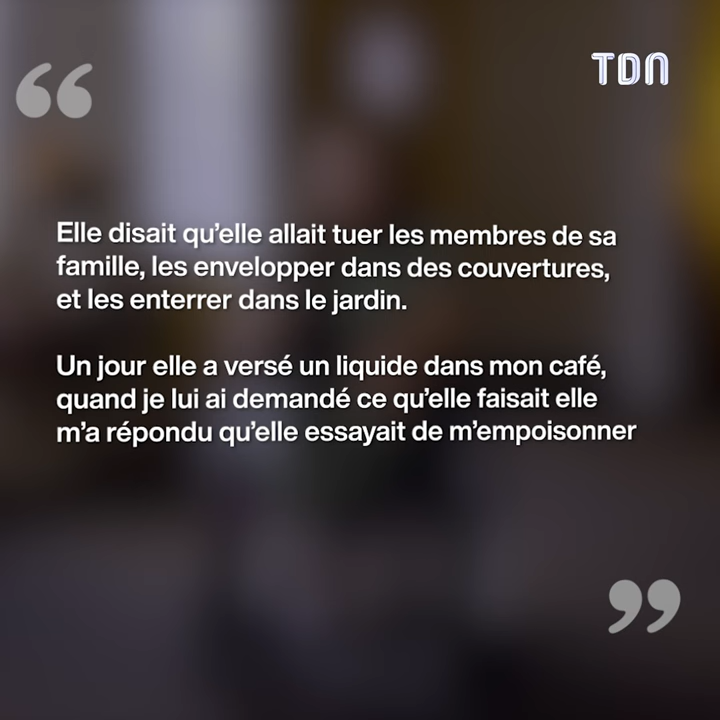 TDN
“
Elle disait qu’elle allait tuer les membres de sa
famille, les envelopper dans des couvertures,
et les enterrer dans le jardin.
Un jour elle a versé un liquide dans mon café,
quand je lui ai demandé ce qu’elle faisait elle
m’a répondu qu’elle essayait de m’empoisonner
”